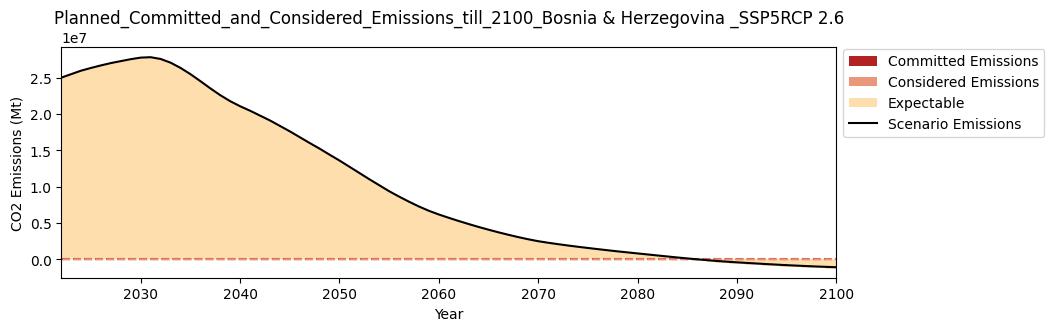 Planned_Committed_and_Considered_Emissions_till_2100_Bosnia & Herzegovina _SSP5RCP 2.6
1e7
2.5
2.0
1.5
1.0
0.5
0.0
CO2 Emissions (Mt)
2030
2040
2050
2060
2070
2080
2090
2100
Year
Committed Emissions
Considered Emissions
Expectable
Scenario Emissions